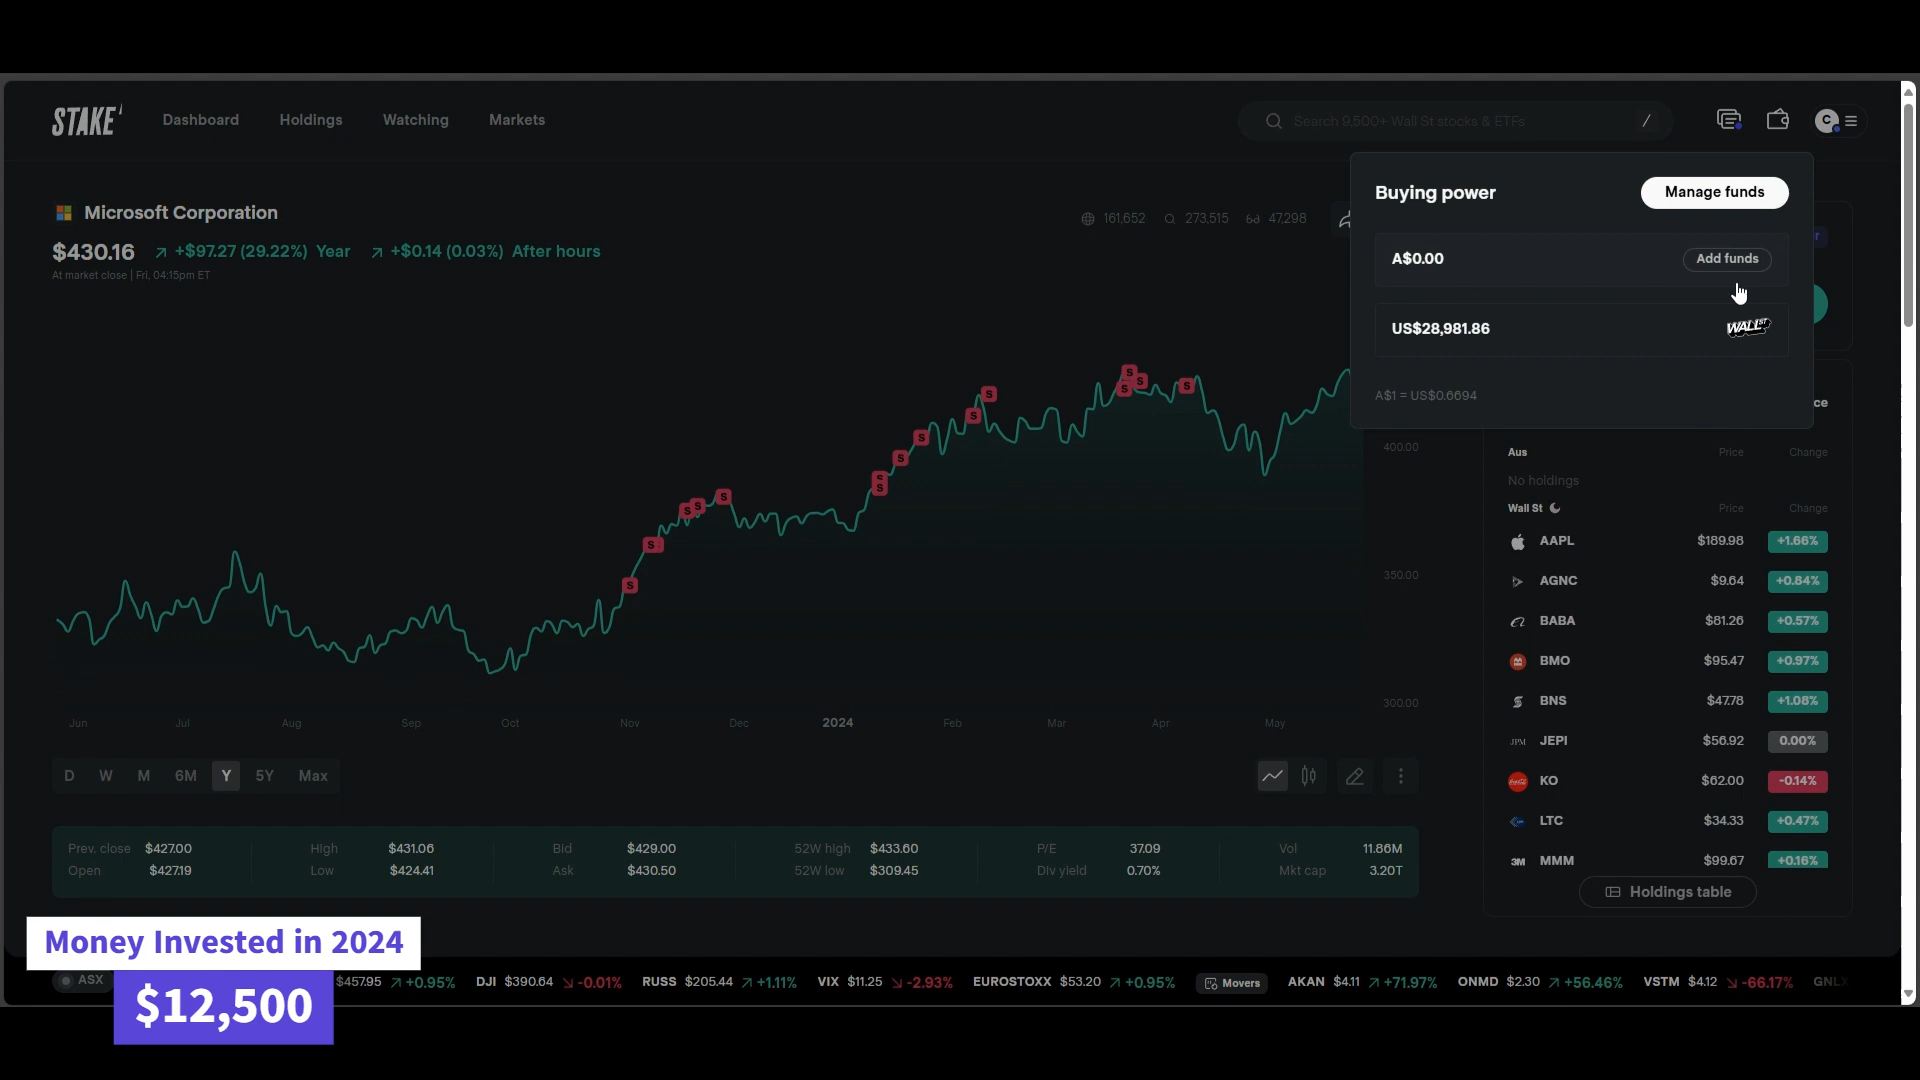 STAKE
Dashboard Holdings Watching Markets
Search 9,500+ Wall St stocks & ETFs /
C
Microsoft Corporation
161,652 273,515 47,298
$430.16 +$97.27 (29.22%) Year +$0.14 (0.03%) After hours
At market close | Fri, 04:15pm ET
Buying power Manage funds
A$0.00 Add funds
US$28,981.86 WALL ST
A$1 = US$0.6694
S S S S S S S S S S S S S S S S
400.00
350.00
300.00
Jun Jul Aug Sep Oct Nov Dec 2024 Feb Mar Apr May
D W M 6M Y 5Y Max
Prev. close $427.00 High $431.06 Bid $429.00 52W high $433.60 P/E 37.09 Vol 11.86M
Open $427.19 Low $424.41 Ask $430.50 52W low $309.45 Div yield 0.70% Mkt cap 3.20T
Aus Price Change
No holdings
Wall St Price Change
AAPL $189.98 +1.66%
AGNC $9.64 +0.84%
BABA $81.26 +0.57%
BMO $95.47 +0.97%
BNS $47.78 +1.08%
JPM JEPI $56.92 0.00%
KO $62.00 -0.14%
LTC $34.33 +0.47%
3M MMM $99.67 +0.16%
Holdings table
Money Invested in 2024
$12,500
ASX $457.95 +0.95% DJI $390.64 -0.01% RUSS $205.44 +1.11% VIX $11.25 -2.93% EUROSTOXX $53.20 +0.95% Movers AKAN $4.11 +71.97% ONMD $2.30 +56.46% VSTM $4.12 -66.17% GNLX